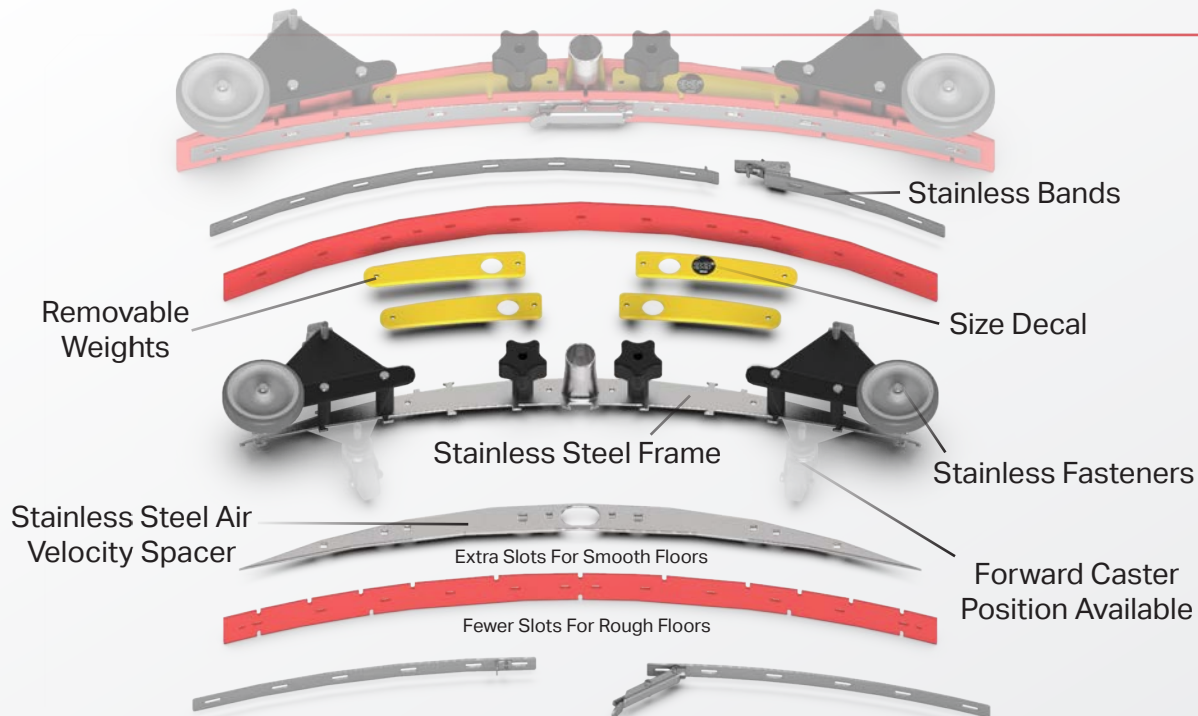 Stainless Bands
Removable
Weights
Size Decal
Stainless Steel Frame
Stainless Fasteners
Stainless Steel Air
Velocity Spacer
Extra Slots For Smooth Floors
Forward Caster
Position Available
Fewer Slots For Rough Floors